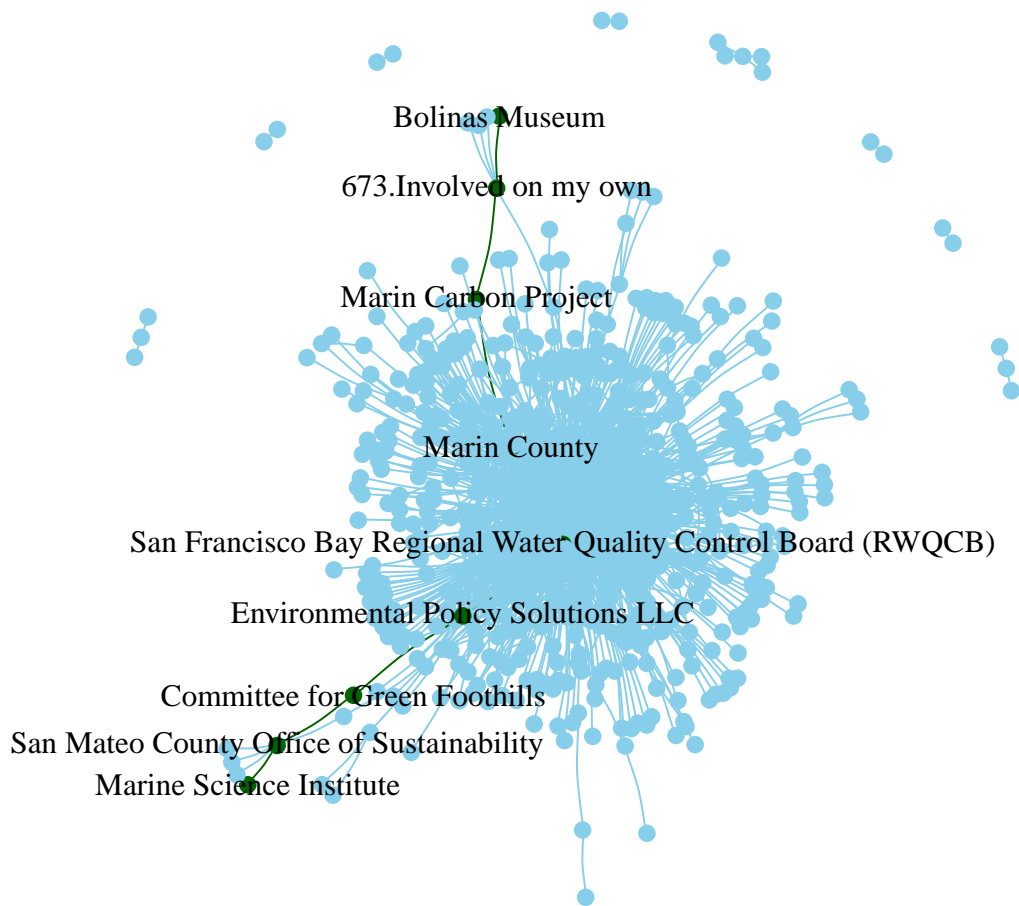 Bolinas Museum
673.Involved on my own
Marin Carbon Project
Marin County
San Francisco Bay Regional Water Quality Control Board (RWQCB)
Environmental Policy Solutions LLC
Committee for Green Foothills
San Mateo County Office of Sustainability
Marine Science Institute